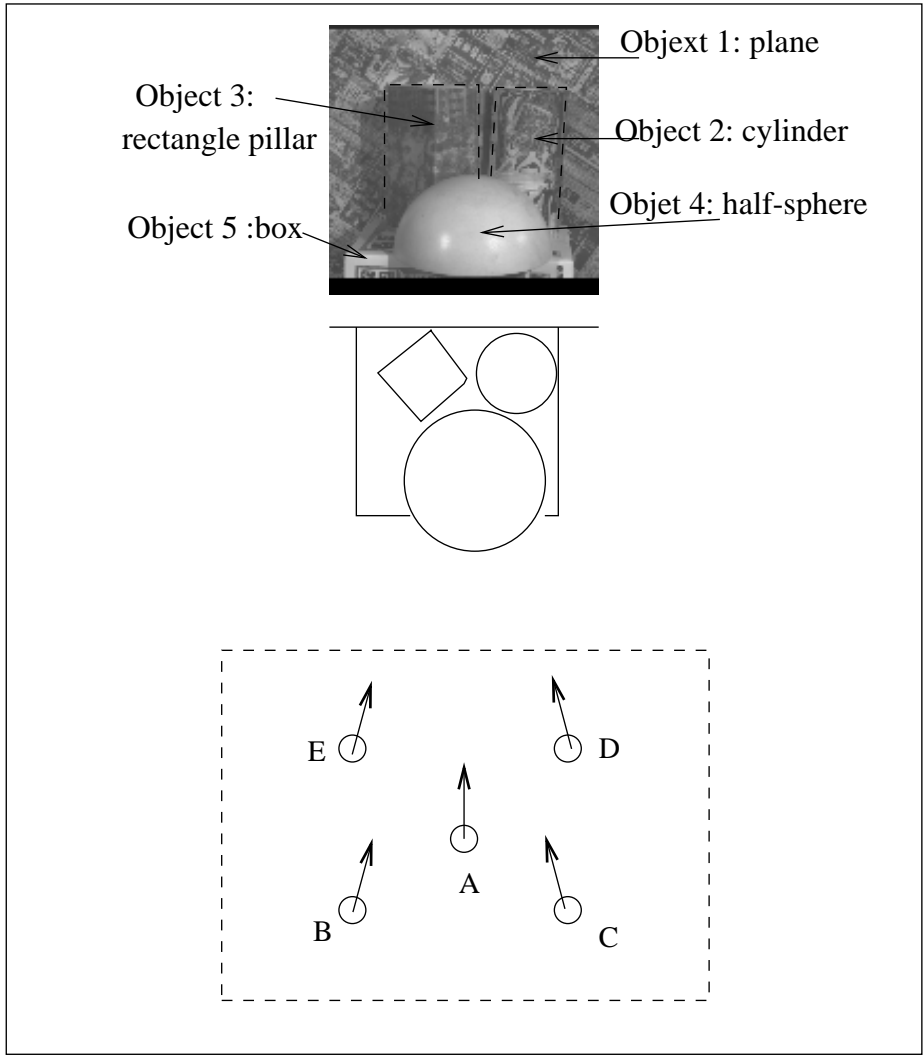 Objext 1: plane
Object 3:
rectangle pillar
Object 2: cylinder
Objet 4: half-sphere
Object 5 :box
E
D
A
B
C